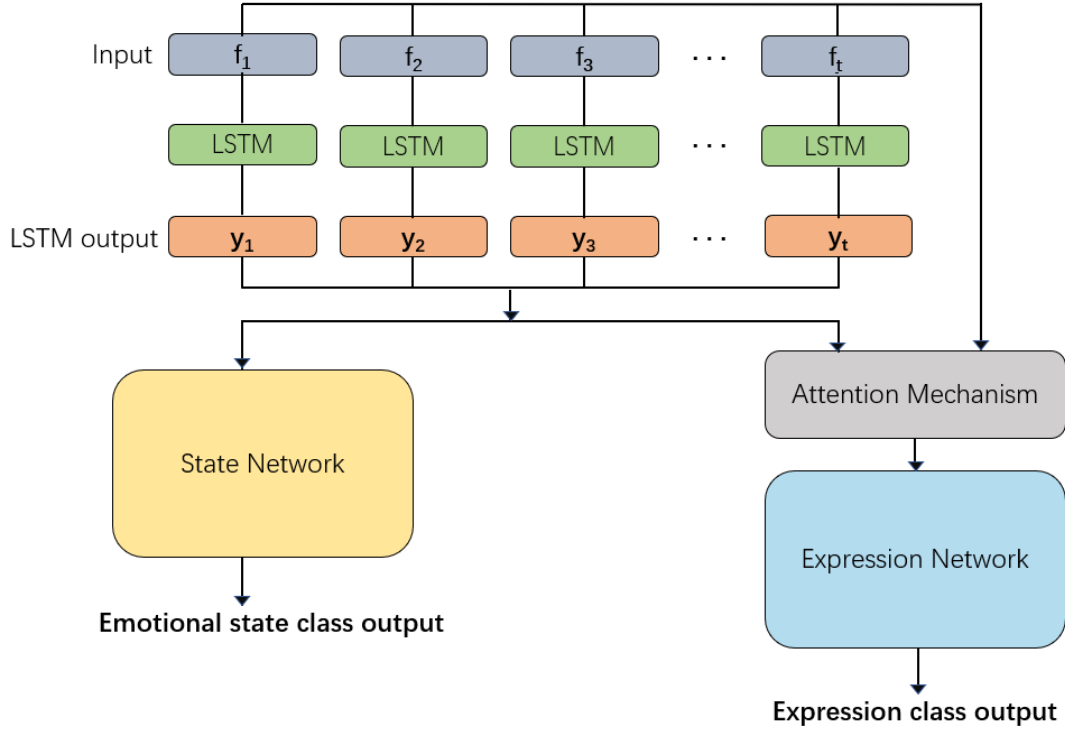 Input f₁ f₂ f₃ ... fₜ
LSTM LSTM LSTM ... LSTM
LSTM output y₁ y₂ y₃ ... yₜ
Attention Mechanism
State Network
Expression Network
Emotional state class output
Expression class output